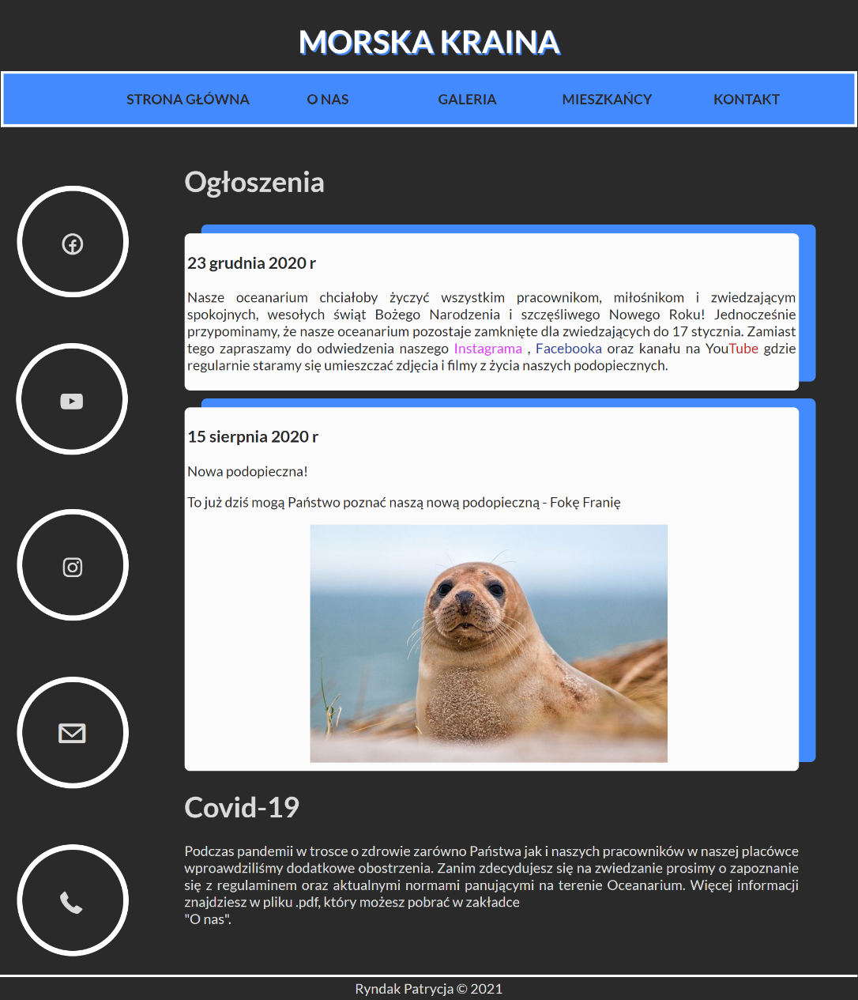 MORSKA KRAINA
STRONA GŁÓWNA O NAS GALERIA MIESZKAŃCY KONTAKT
Ogłoszenia
23 grudnia 2020 r
Nasze oceanarium chciałoby życzyć wszystkim pracownikom, miłośnikom i zwiedzającym
spokojnych, wesołych świąt Bożego Narodzenia i szczęśliwego Nowego Roku! Jednocześnie
przypominamy, że nasze oceanarium pozostaje zamknięte dla zwiedzających do 17 stycznia. Zamiast
tego zapraszamy do odwiedzenia naszego Instagrama , Facebooka oraz kanału na YouTube gdzie
regularnie staramy się umieszczać zdjęcia i filmy z życia naszych podopiecznych.
15 sierpnia 2020 r
Nowa podopieczna!
To już dziś mogą Państwo poznać naszą nową podopieczną - Fokę Franię
Covid-19
Podczas pandemii w trosce o zdrowie zarówno Państwa jak i naszych pracowników w naszej placówce
wproawdziliśmy dodatkowe obostrzenia. Zanim zdecydujesz się na zwiedzanie prosimy o zapoznanie
się z regulaminem oraz aktualnymi normami panującymi na terenie Oceanarium. Więcej informacji
znajdziesz w pliku .pdf, który możesz pobrać w zakładce
"O nas".
Ryndak Patrycja © 2021